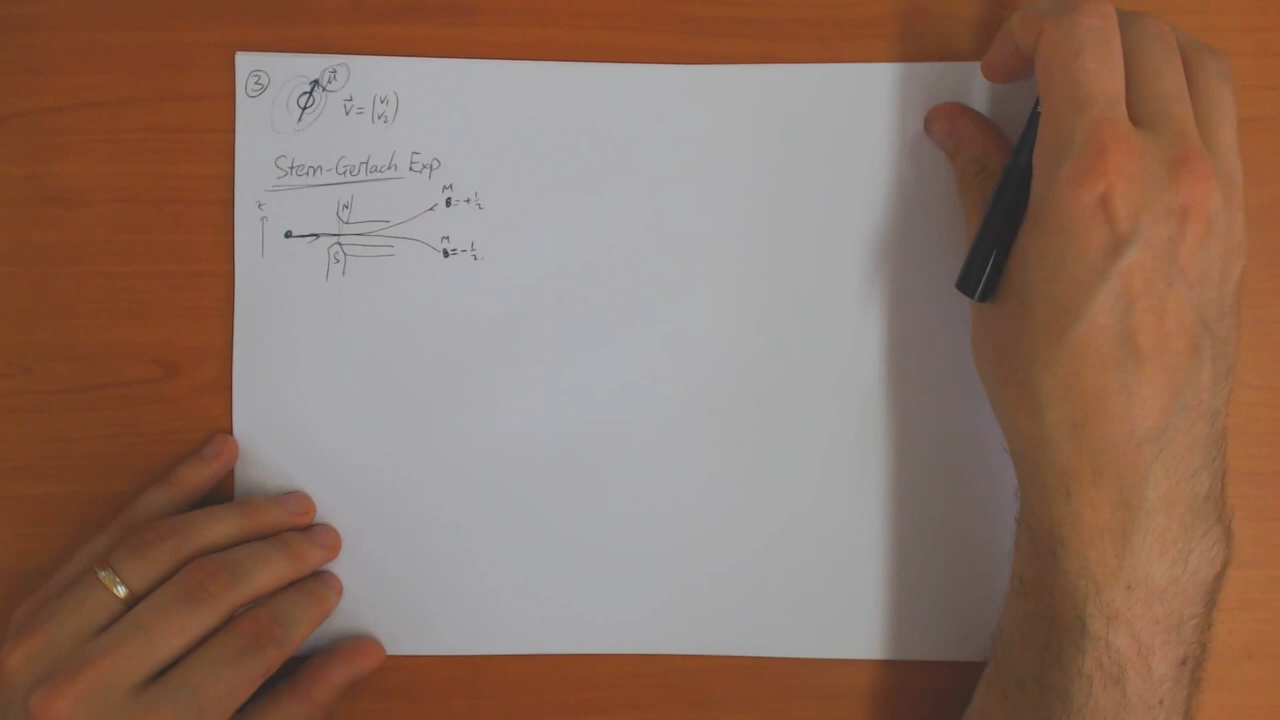 ③ μ⃗
V⃗ = (V₁ V₂)
Stern-Gerlach Exp
z
N
M = +1/2
S
M = -1/2